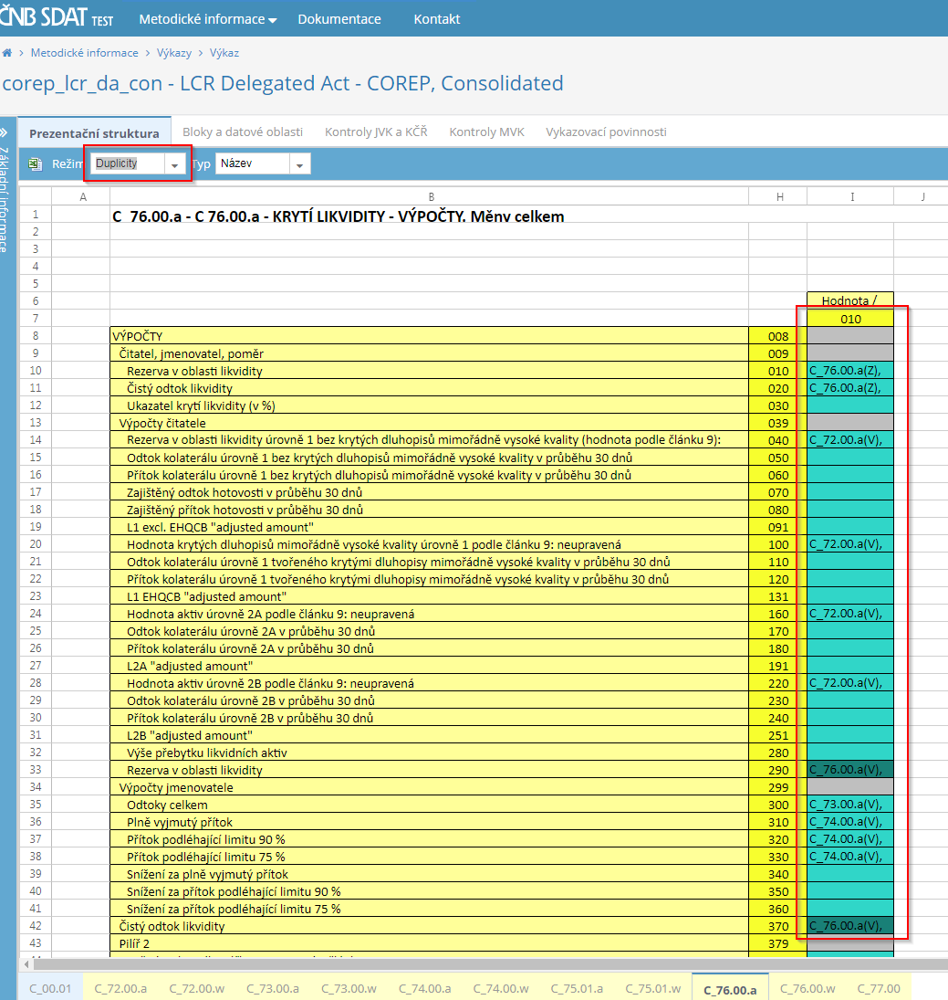 ČNB SDAT TEST Metodické informace Dokumentace Kontakt
Metodické informace > Výkazy > Výkaz
corep_lcr_da_con - LCR Delegated Act - COREP, Consolidated
Prezentační struktura Bloky a datové oblasti Kontroly JVK a KČŘ Kontroly MVK Vykazovací povinnosti
Základní informace
Režim Duplicity Typ Název
A B H I J
1 C_76.00.a - C 76.00.a - KRYTÍ LIKVIDITY - VÝPOČTY. Měny celkem
2
3
4
5
6 Hodnota /
7 010
8 VÝPOČTY 008
9 Čitatel, jmenovatel, poměr 009
10 Rezerva v oblasti likvidity 010 C_76.00.a(Z),
11 Čistý odtok likvidity 020 C_76.00.a(Z),
12 Ukazatel krytí likvidity (v %) 030
13 Výpočty čitatele 039
14 Rezerva v oblasti likvidity úrovně 1 bez krytých dluhopisů mimořádně vysoké kvality (hodnota podle článku 9): 040 C_72.00.a(V),
15 Odtok kolaterálu úrovně 1 bez krytých dluhopisů mimořádně vysoké kvality v průběhu 30 dnů 050
16 Přítok kolaterálu úrovně 1 bez krytých dluhopisů mimořádně vysoké kvality v průběhu 30 dnů 060
17 Zajištěný odtok hotovosti v průběhu 30 dnů 070
18 Zajištěný přítok hotovosti v průběhu 30 dnů 080
19 L1 excl. EHQCB "adjusted amount" 091
20 Hodnota krytých dluhopisů mimořádně vysoké kvality úrovně 1 podle článku 9: neupravená 100 C_72.00.a(V),
21 Odtok kolaterálu úrovně 1 tvořeného krytými dluhopisy mimořádně vysoké kvality v průběhu 30 dnů 110
22 Přítok kolaterálu úrovně 1 tvořeného krytými dluhopisy mimořádně vysoké kvality v průběhu 30 dnů 120
23 L1 EHQCB "adjusted amount" 131
24 Hodnota aktiv úrovně 2A podle článku 9: neupravená 160 C_72.00.a(V),
25 Odtok kolaterálu úrovně 2A v průběhu 30 dnů 170
26 Přítok kolaterálu úrovně 2A v průběhu 30 dnů 180
27 L2A "adjusted amount" 191
28 Hodnota aktiv úrovně 2B podle článku 9: neupravená 220 C_72.00.a(V),
29 Odtok kolaterálu úrovně 2B v průběhu 30 dnů 230
30 Přítok kolaterálu úrovně 2B v průběhu 30 dnů 240
31 L2B "adjusted amount" 251
32 Výše přebytku likvidních aktiv 280
33 Rezerva v oblasti likvidity 290 C_76.00.a(V),
34 Výpočty jmenovatele 299
35 Odtoky celkem 300 C_73.00.a(V),
36 Plně vyjmutý přítok 310 C_74.00.a(V),
37 Přítok podléhající limitu 90 % 320 C_74.00.a(V),
38 Přítok podléhající limitu 75 % 330 C_74.00.a(V),
39 Snížení za plně vyjmutý přítok 340
40 Snížení za přítok podléhající limitu 90 % 350
41 Snížení za přítok podléhající limitu 75 % 360
42 Čistý odtok likvidity 370 C_76.00.a(V),
43 Pilíř 2 379
C_00.01 C_72.00.a C_72.00.w C_73.00.a C_73.00.w C_74.00.a C_74.00.w C_75.01.a C_75.01.w C_76.00.a C_76.00.w C_77.00